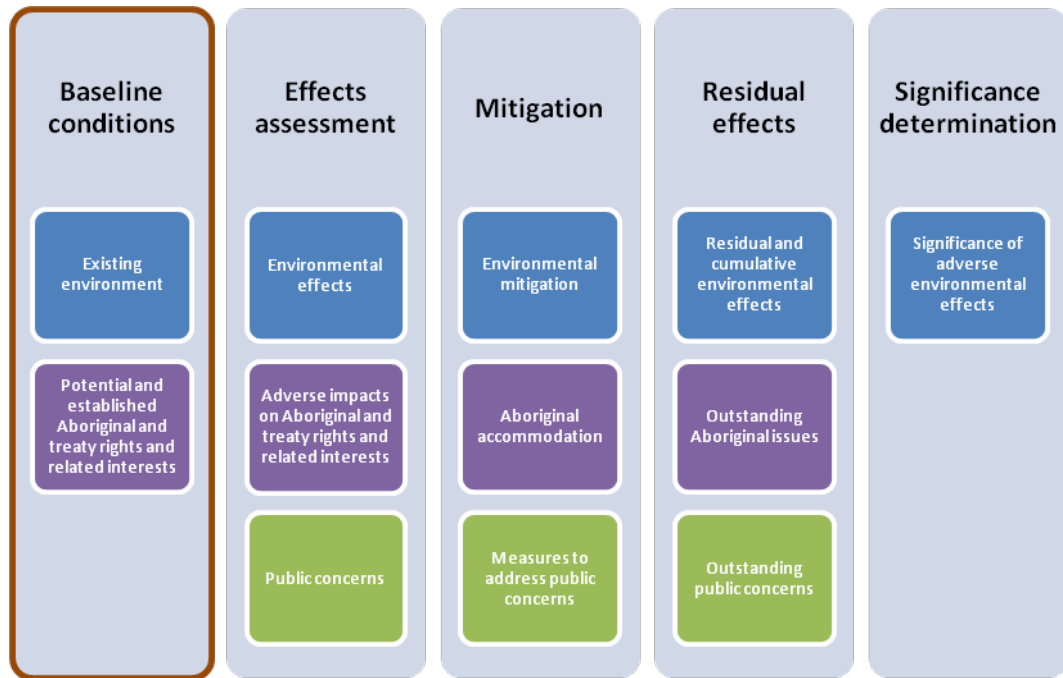 Baseline
conditions
Effects
assessment
Mitigation
Residual
effects
Significance
determination
Existing
environment
Environmental
effects
Environmental
mitigation
Residual and
cumulative
environmental
effects
Significance of
adverse
environmental
effects
Potential and
established
Aboriginal and
treaty rights and
related interests
Adverse impacts
on Aboriginal and
treaty rights and
related interests
Aboriginal
accommodation
Outstanding
Aboriginal issues
Public concerns
Measures to
address public
concerns
Outstanding
public concerns